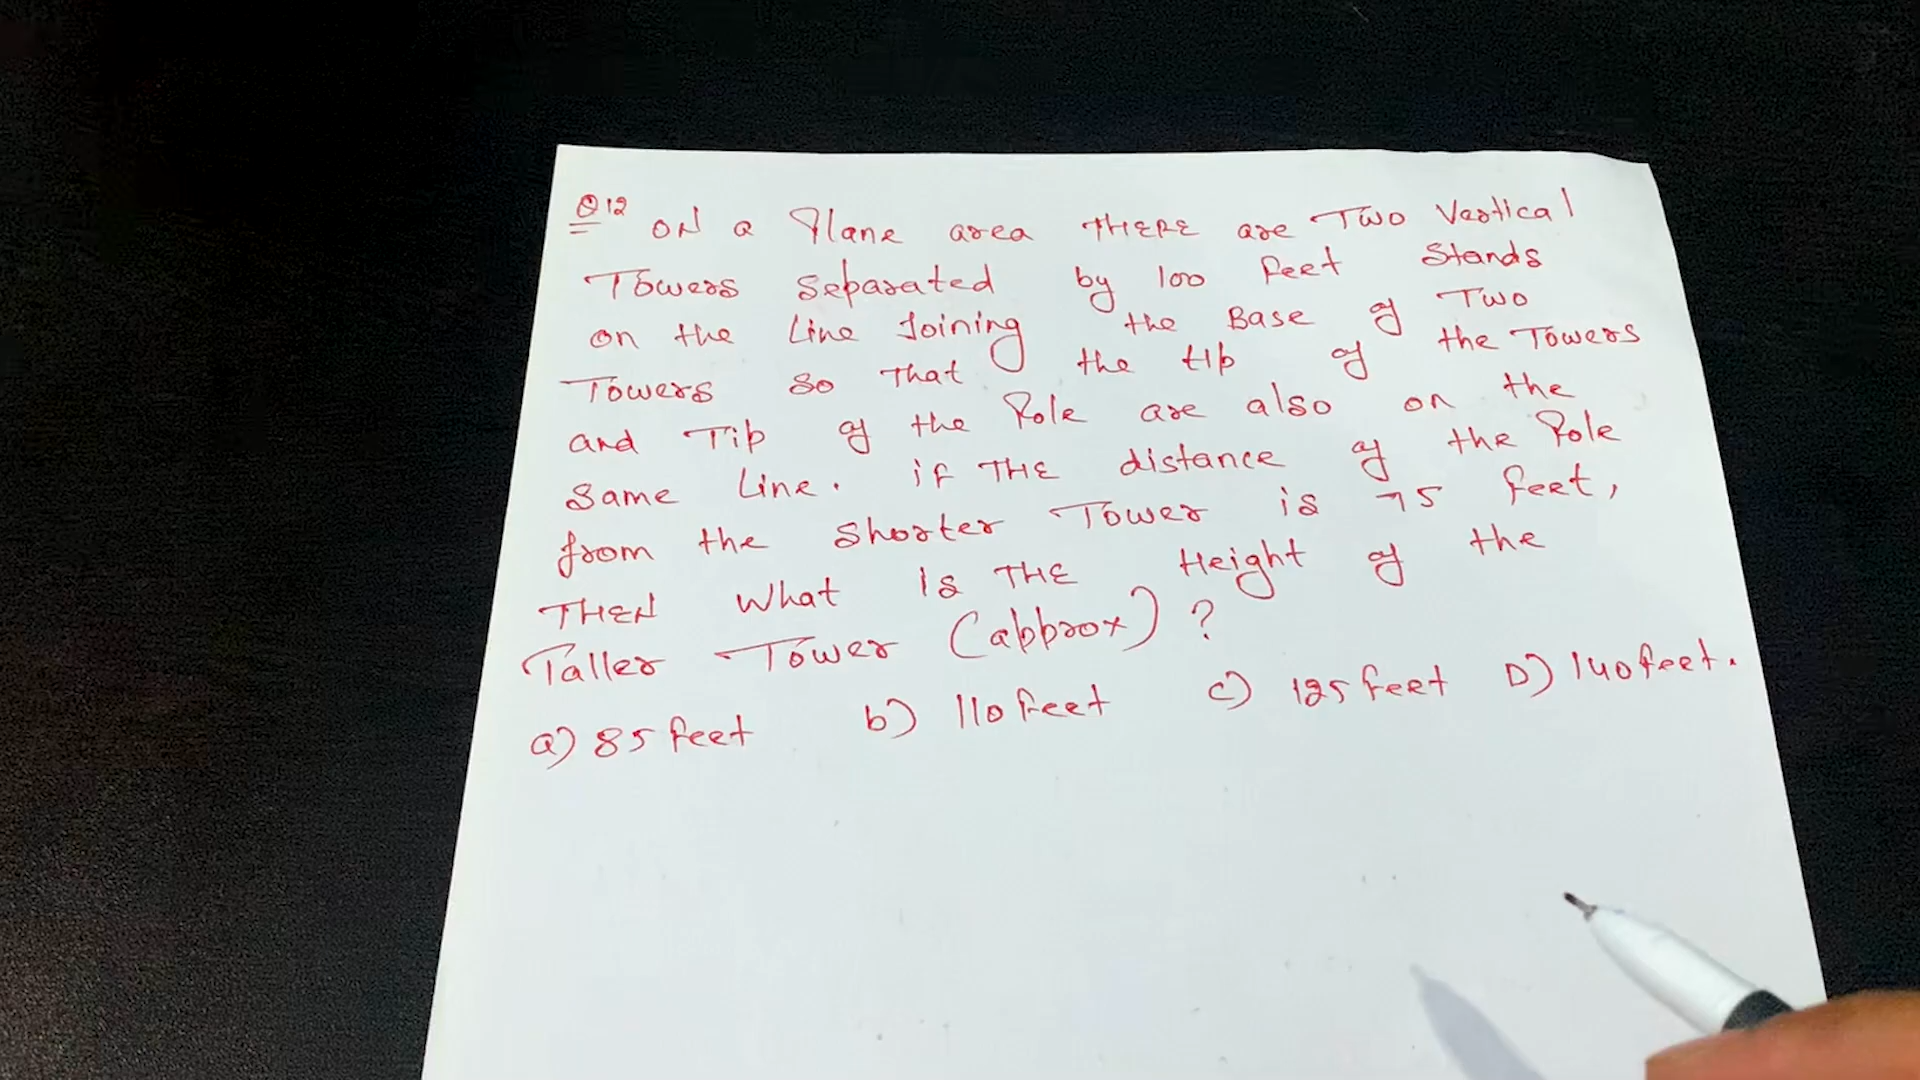 Q12 ON a Plane area THERE are Two Vertical
Towers Separated by 100 feet Stands
on the Line Joining the Base of Two
Towers so That the tip of the Towers
and Tip of the Pole are also on the
Same Line. if THE distance of the Pole
from the Shorter Tower is 75 feet,
THEN What is THE Height of the
Taller Tower (approx) ?
a) 85 feet b) 110 feet c) 125 feet D) 140 feet.